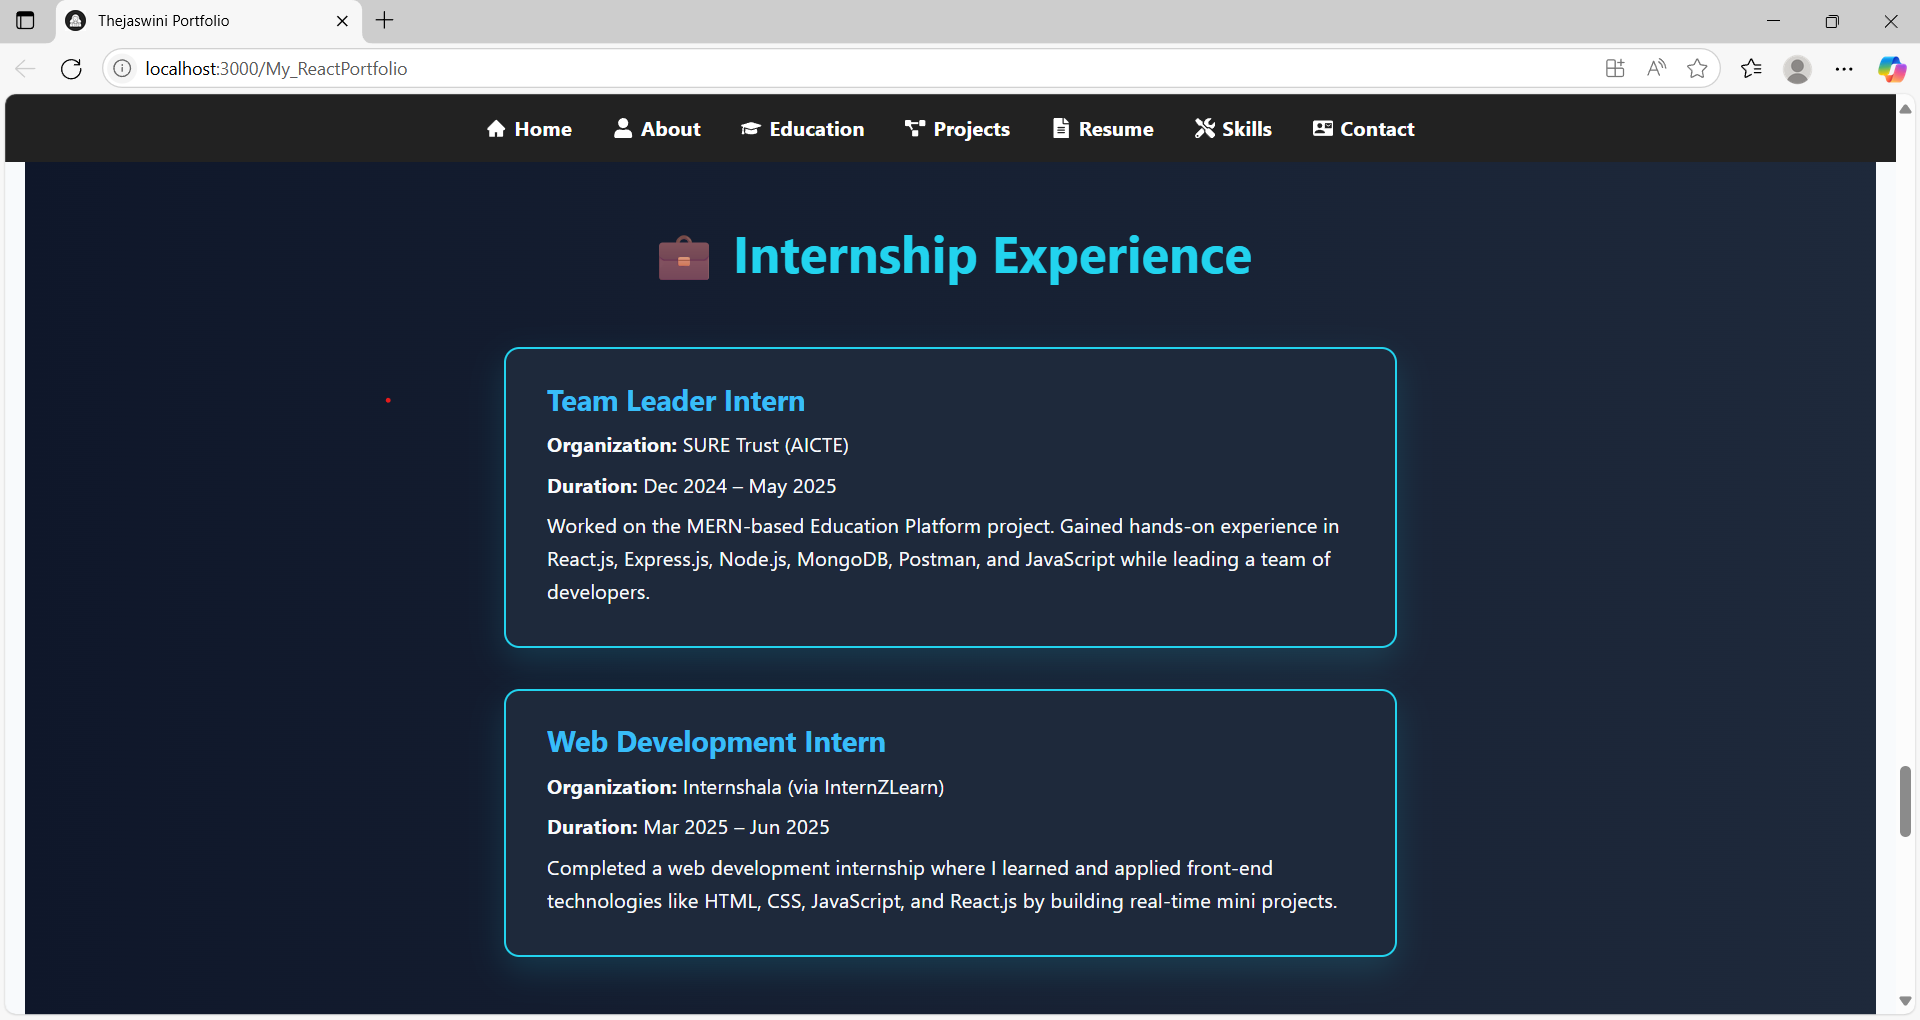 Thejaswini Portfolio
localhost:3000/My_ReactPortfolio
Home About Education Projects Resume Skills Contact
Internship Experience
Team Leader Intern
Organization: SURE Trust (AICTE)
Duration: Dec 2024 – May 2025
Worked on the MERN-based Education Platform project. Gained hands-on experience in
React.js, Express.js, Node.js, MongoDB, Postman, and JavaScript while leading a team of
developers.
Web Development Intern
Organization: Internshala (via InternZLearn)
Duration: Mar 2025 – Jun 2025
Completed a web development internship where I learned and applied front-end
technologies like HTML, CSS, JavaScript, and React.js by building real-time mini projects.